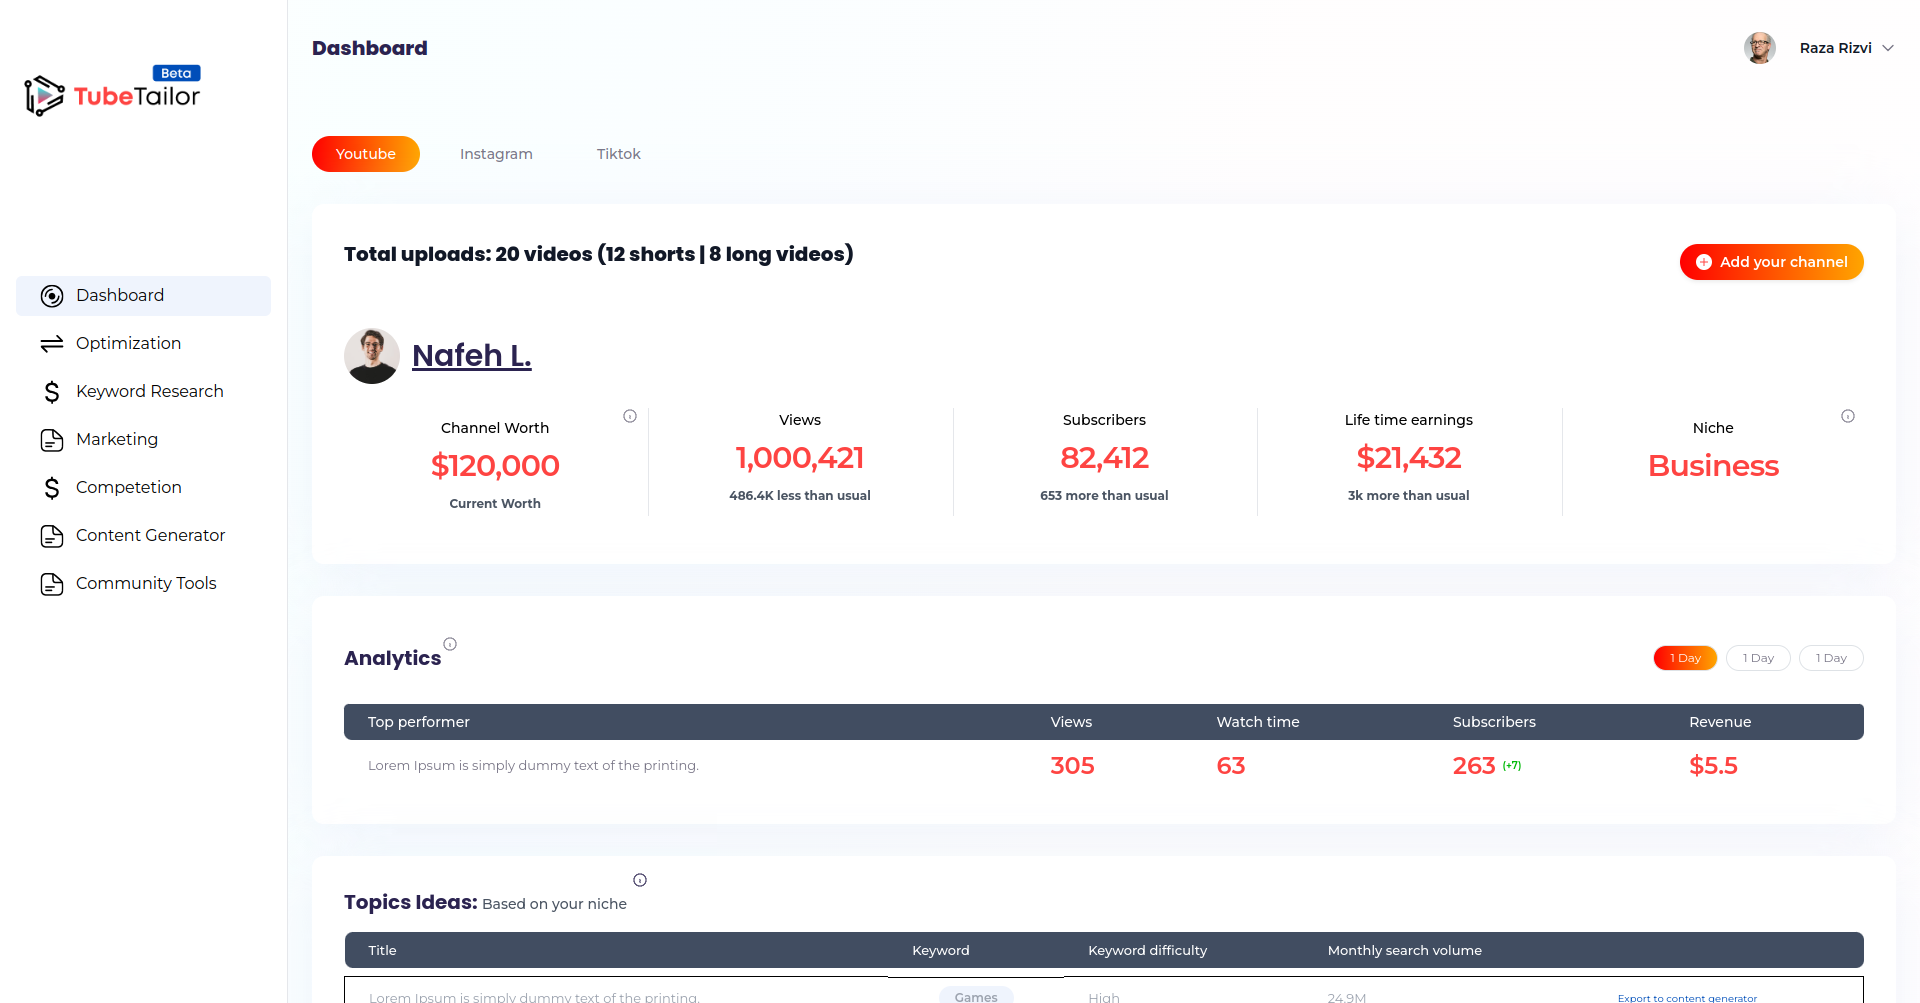 Beta
TubeTailor
Dashboard
Optimization
Keyword Research
Marketing
Competetion
Content Generator
Community Tools
Dashboard
Raza Rizvi
Youtube Instagram Tiktok
Total uploads: 20 videos (12 shorts | 8 long videos)
Add your channel
Nafeh L.
Channel Worth
$120,000
Current Worth
Views
1,000,421
486.4K less than usual
Subscribers
82,412
653 more than usual
Life time earnings
$21,432
3k more than usual
Niche
Business
Analytics
1 Day 1 Day 1 Day
Top performer Views Watch time Subscribers Revenue
Lorem Ipsum is simply dummy text of the printing. 305 63 263 (+7) $5.5
Topics Ideas: Based on your niche
Title Keyword Keyword difficulty Monthly search volume
Lorem Ipsum is simply dummy text of the printing. Games High 24.9M Export to content generator